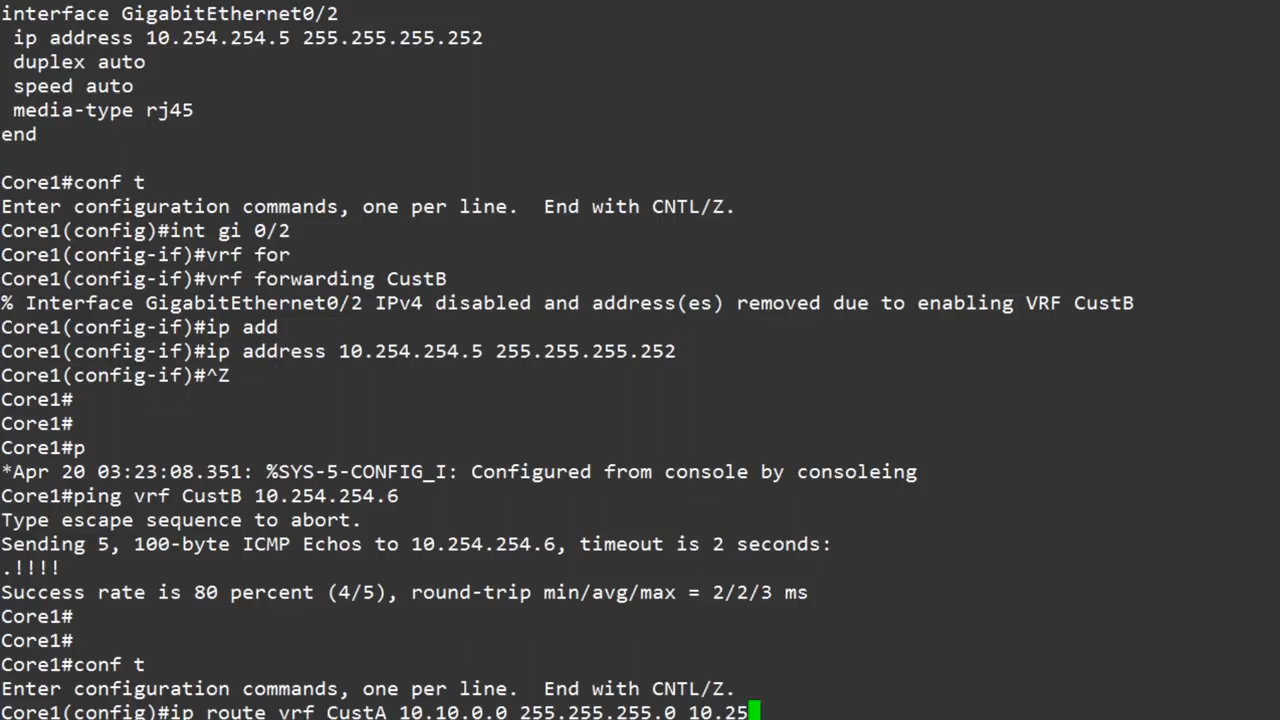 interface GigabitEthernet0/2
 ip address 10.254.254.5 255.255.255.252
 duplex auto
 speed auto
 media-type rj45
end
Core1#conf t
Enter configuration commands, one per line.  End with CNTL/Z.
Core1(config)#int gi 0/2
Core1(config-if)#vrf for
Core1(config-if)#vrf forwarding CustB
% Interface GigabitEthernet0/2 IPv4 disabled and address(es) removed due to enabling VRF CustB
Core1(config-if)#ip add
Core1(config-if)#ip address 10.254.254.5 255.255.255.252
Core1(config-if)#^Z
Core1#
Core1#
Core1#p
*Apr 20 03:23:08.351: %SYS-5-CONFIG_I: Configured from console by consoleing
Core1#ping vrf CustB 10.254.254.6
Type escape sequence to abort.
Sending 5, 100-byte ICMP Echos to 10.254.254.6, timeout is 2 seconds:
.!!!!
Success rate is 80 percent (4/5), round-trip min/avg/max = 2/2/3 ms
Core1#
Core1#
Core1#conf t
Enter configuration commands, one per line.  End with CNTL/Z.
Core1(config)#ip route vrf CustA 10.10.0.0 255.255.255.0 10.25